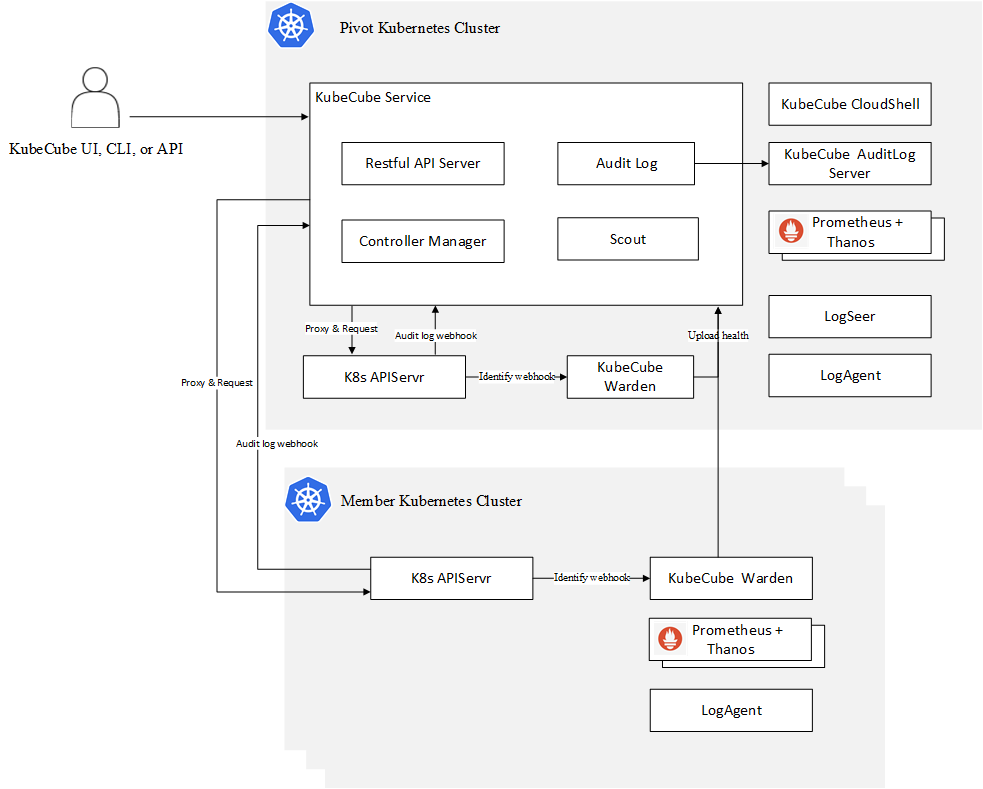 Pivot Kubernetes Cluster
KubeCube Service
KubeCube CloudShell
KubeCube UI, CLI, or API
Restful API Server
Audit Log
KubeCube AuditLog
Server
Controller Manager
Scout
Prometheus +
Thanos
LogSeer
Proxy & Request
Audit log webhook
Upload health
K8s APIServr
Identify webhook
KubeCube
Warden
LogAgent
Proxy & Request
Audit log webhook
Member Kubernetes Cluster
K8s APIServr
Identify webhook
KubeCube Warden
Prometheus +
Thanos
LogAgent